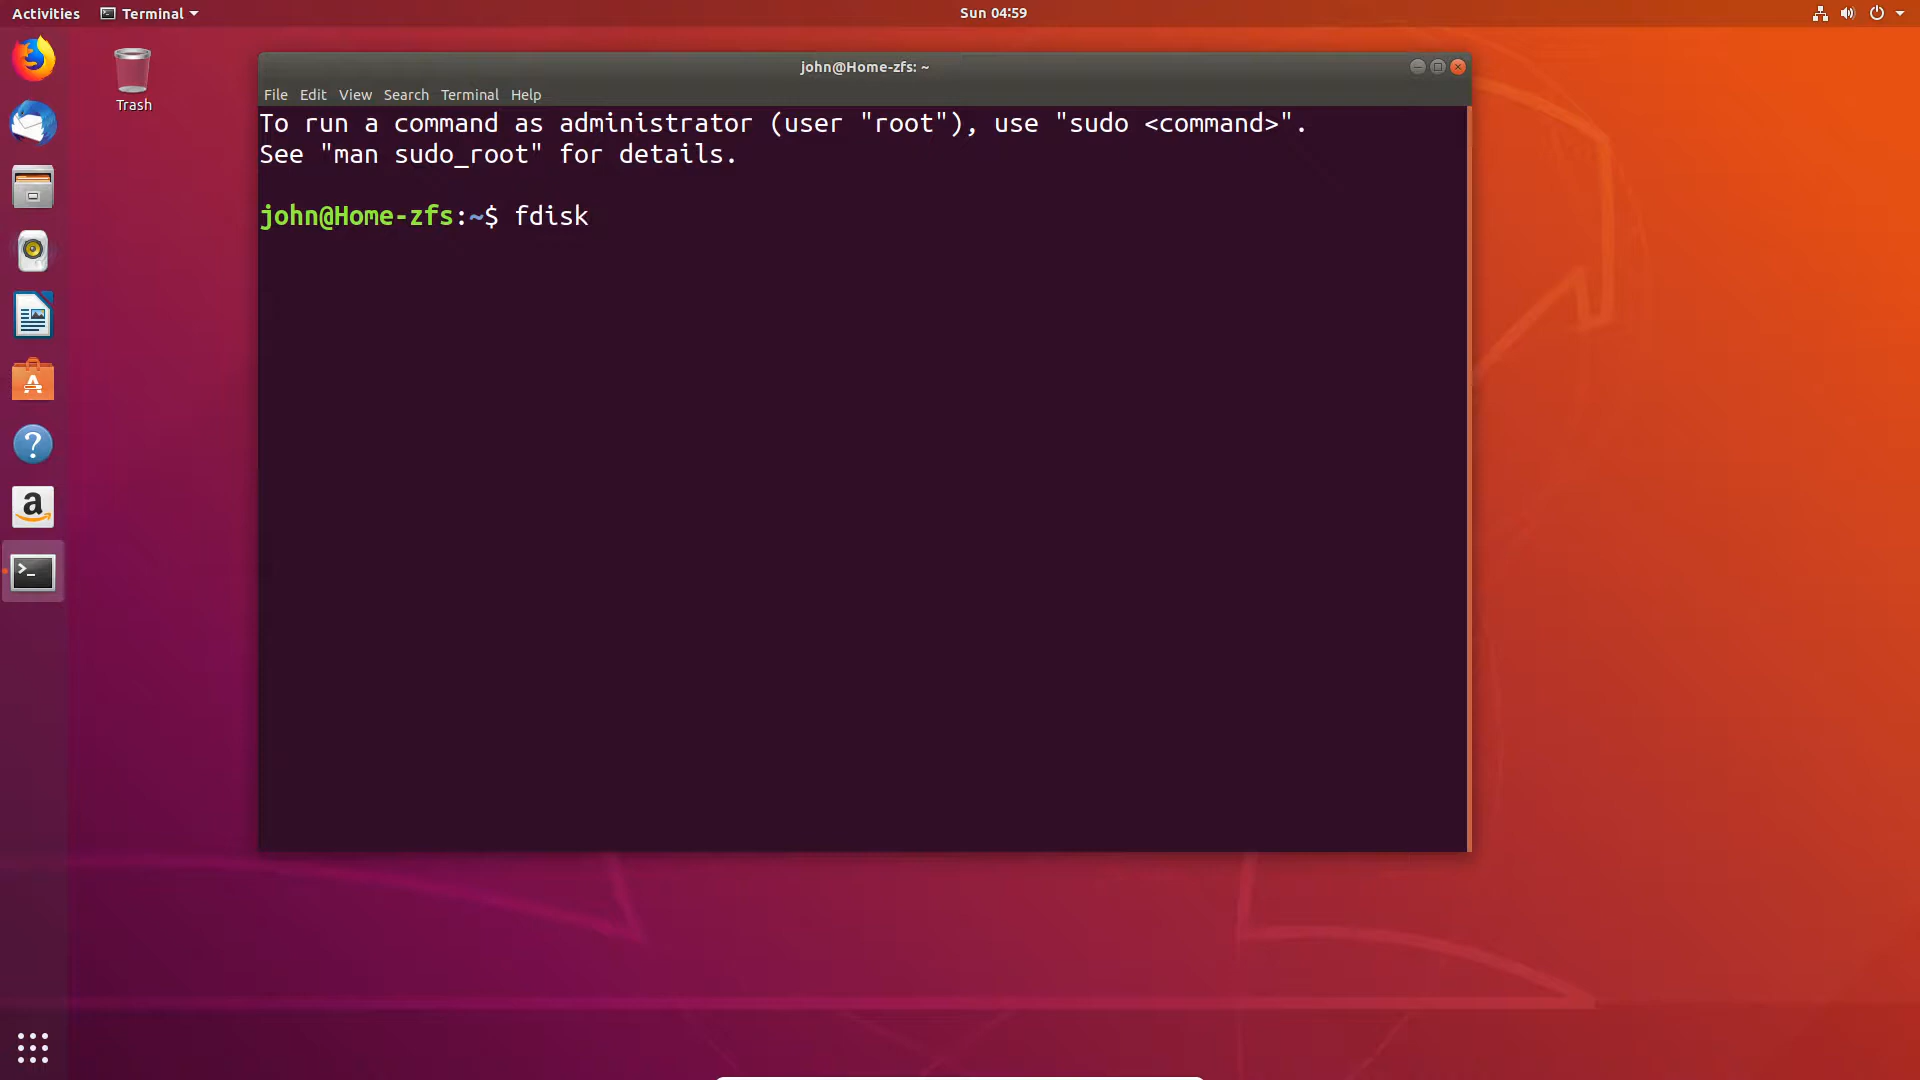 Activities
Terminal
Sun 04:59
Trash
john@Home-zfs: ~
File Edit View Search Terminal Help
To run a command as administrator (user "root"), use "sudo <command>".
See "man sudo_root" for details.
john@Home-zfs:~$ fdisk